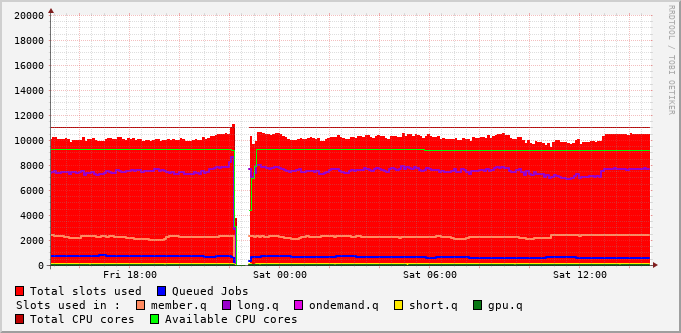 RRDTOOL / TOBI OETIKER
20000
18000
16000
14000
12000
10000
8000
6000
4000
2000
0
Fri 18:00 Sat 00:00 Sat 06:00 Sat 12:00
Total slots used Queued Jobs
Slots used in : member.q long.q ondemand.q short.q gpu.q
Total CPU cores Available CPU cores